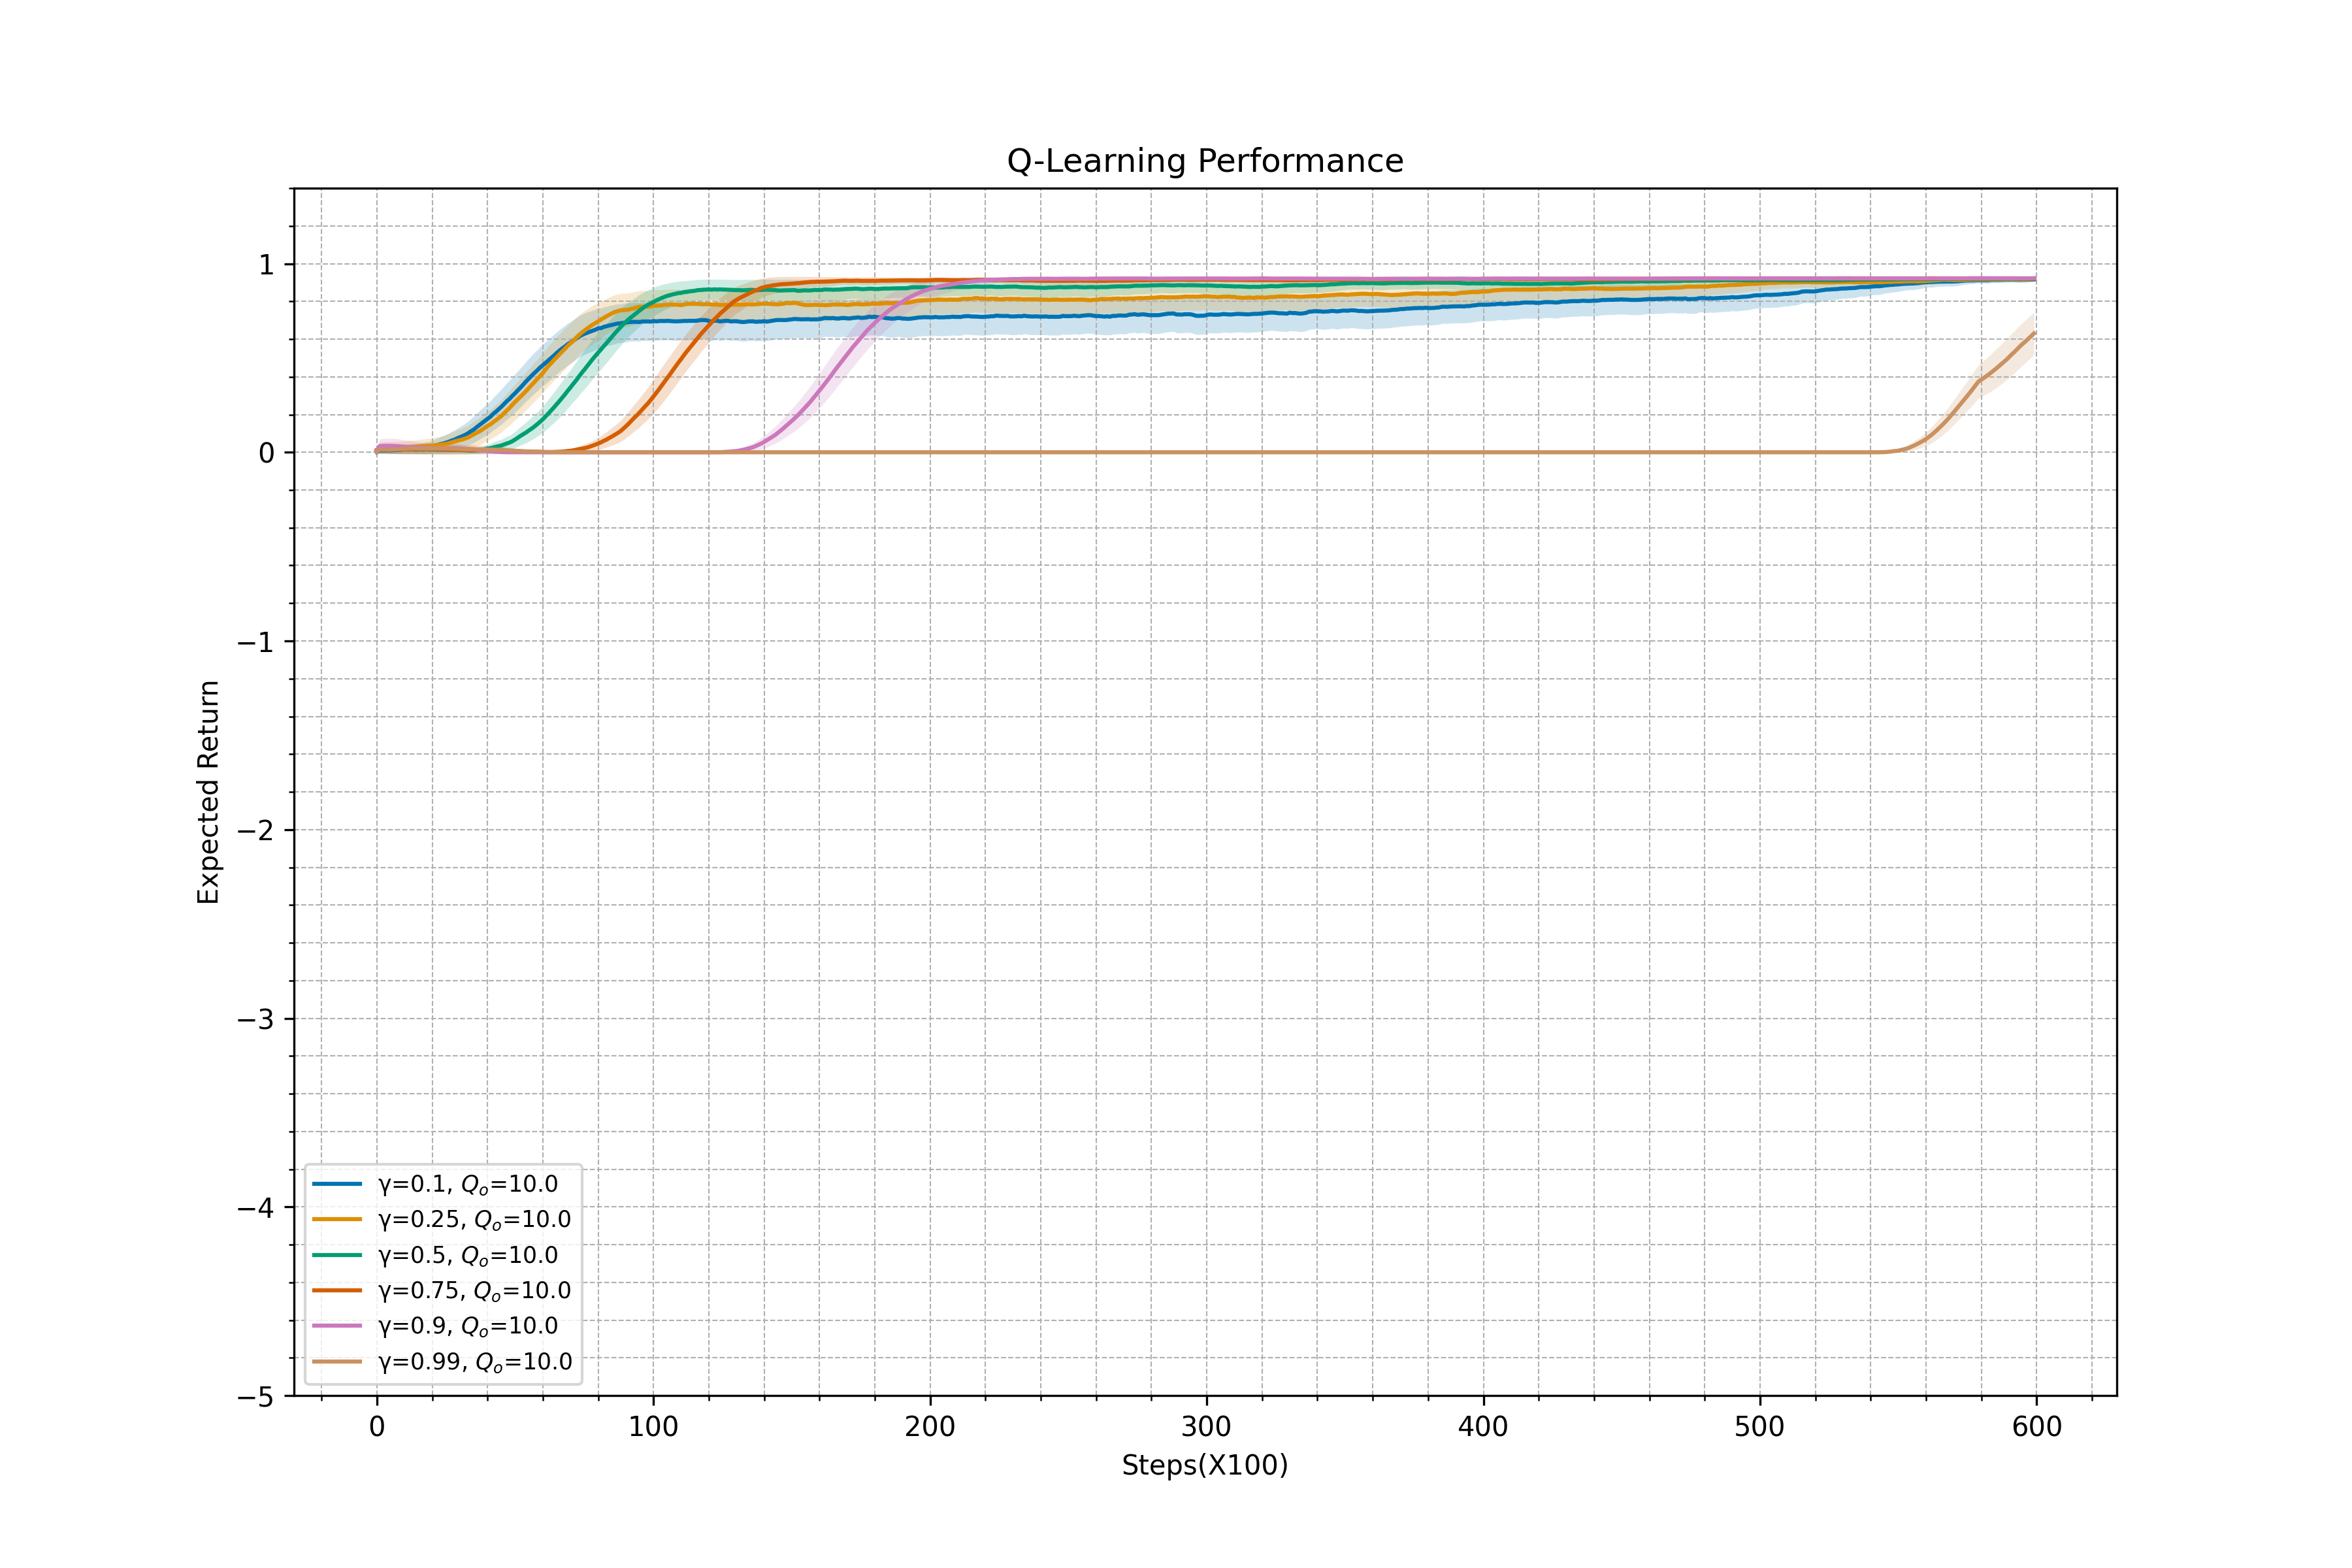 Q-Learning Performance
Expected Return
1
0
−1
−2
−3
−4
−5
γ=0.1, Qₒ=10.0
γ=0.25, Qₒ=10.0
γ=0.5, Qₒ=10.0
γ=0.75, Qₒ=10.0
γ=0.9, Qₒ=10.0
γ=0.99, Qₒ=10.0
0 100 200 300 400 500 600
Steps(X100)